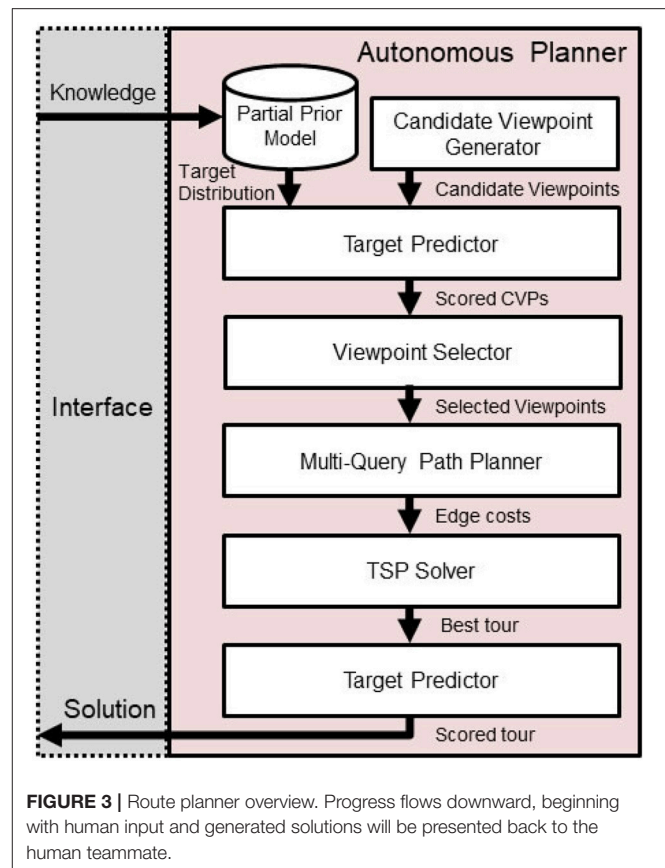 Autonomous Planner
Knowledge
Partial Prior
Model
Candidate Viewpoint
Generator
Target
Distribution
Candidate Viewpoints
Target Predictor
Scored CVPs
Viewpoint Selector
Interface
Selected Viewpoints
Multi-Query Path Planner
Edge costs
TSP Solver
Best tour
Target Predictor
Solution
Scored tour
FIGURE 3 | Route planner overview. Progress flows downward, beginning
with human input and generated solutions will be presented back to the
human teammate.